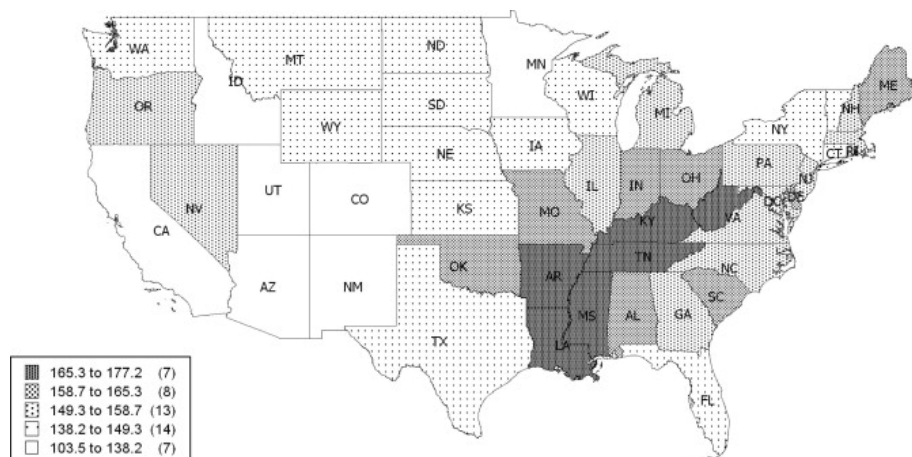 WA
MT
ND
MN
ID
OR
SD
WI
MI
ME
NH
WY
NY
IA
NE
CT
RI
PA
NJ
NV
UT
CO
IL
IN
OH
DE
KS
MO
KY
VA
CA
AZ
NM
OK
AR
TN
NC
MS
AL
GA
SC
TX
LA
FL
165.3 to 177.2 (7)
158.7 to 165.3 (8)
149.3 to 158.7 (13)
138.2 to 149.3 (14)
103.5 to 138.2 (7)